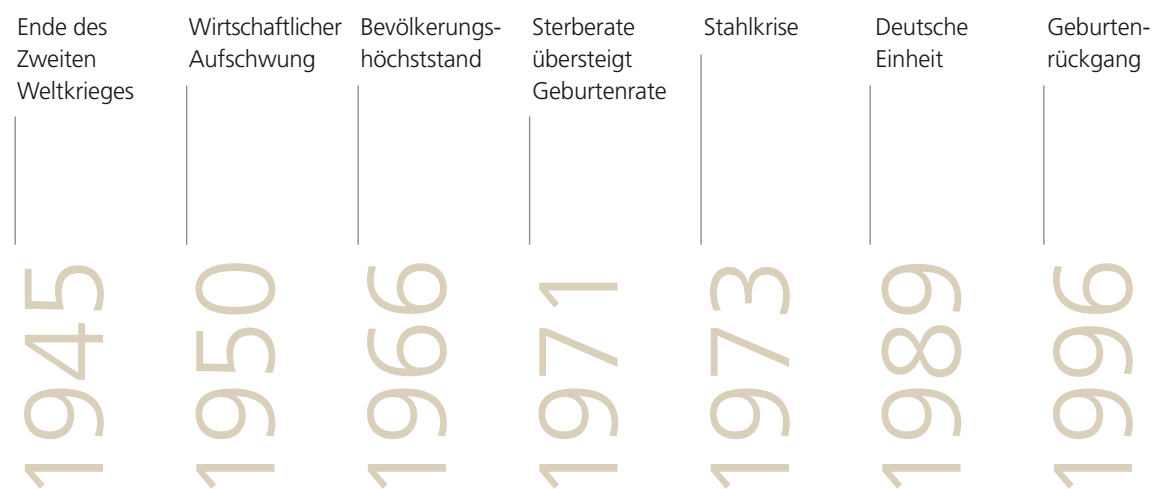 Ende des
Zweiten
Weltkrieges
Wirtschaftlicher
Aufschwung
Bevölkerungs-
höchststand
Sterberate
übersteigt
Geburtenrate
Stahlkrise
Deutsche
Einheit
Geburten-
rückgang
1945
1950
1966
1971
1973
1989
1996